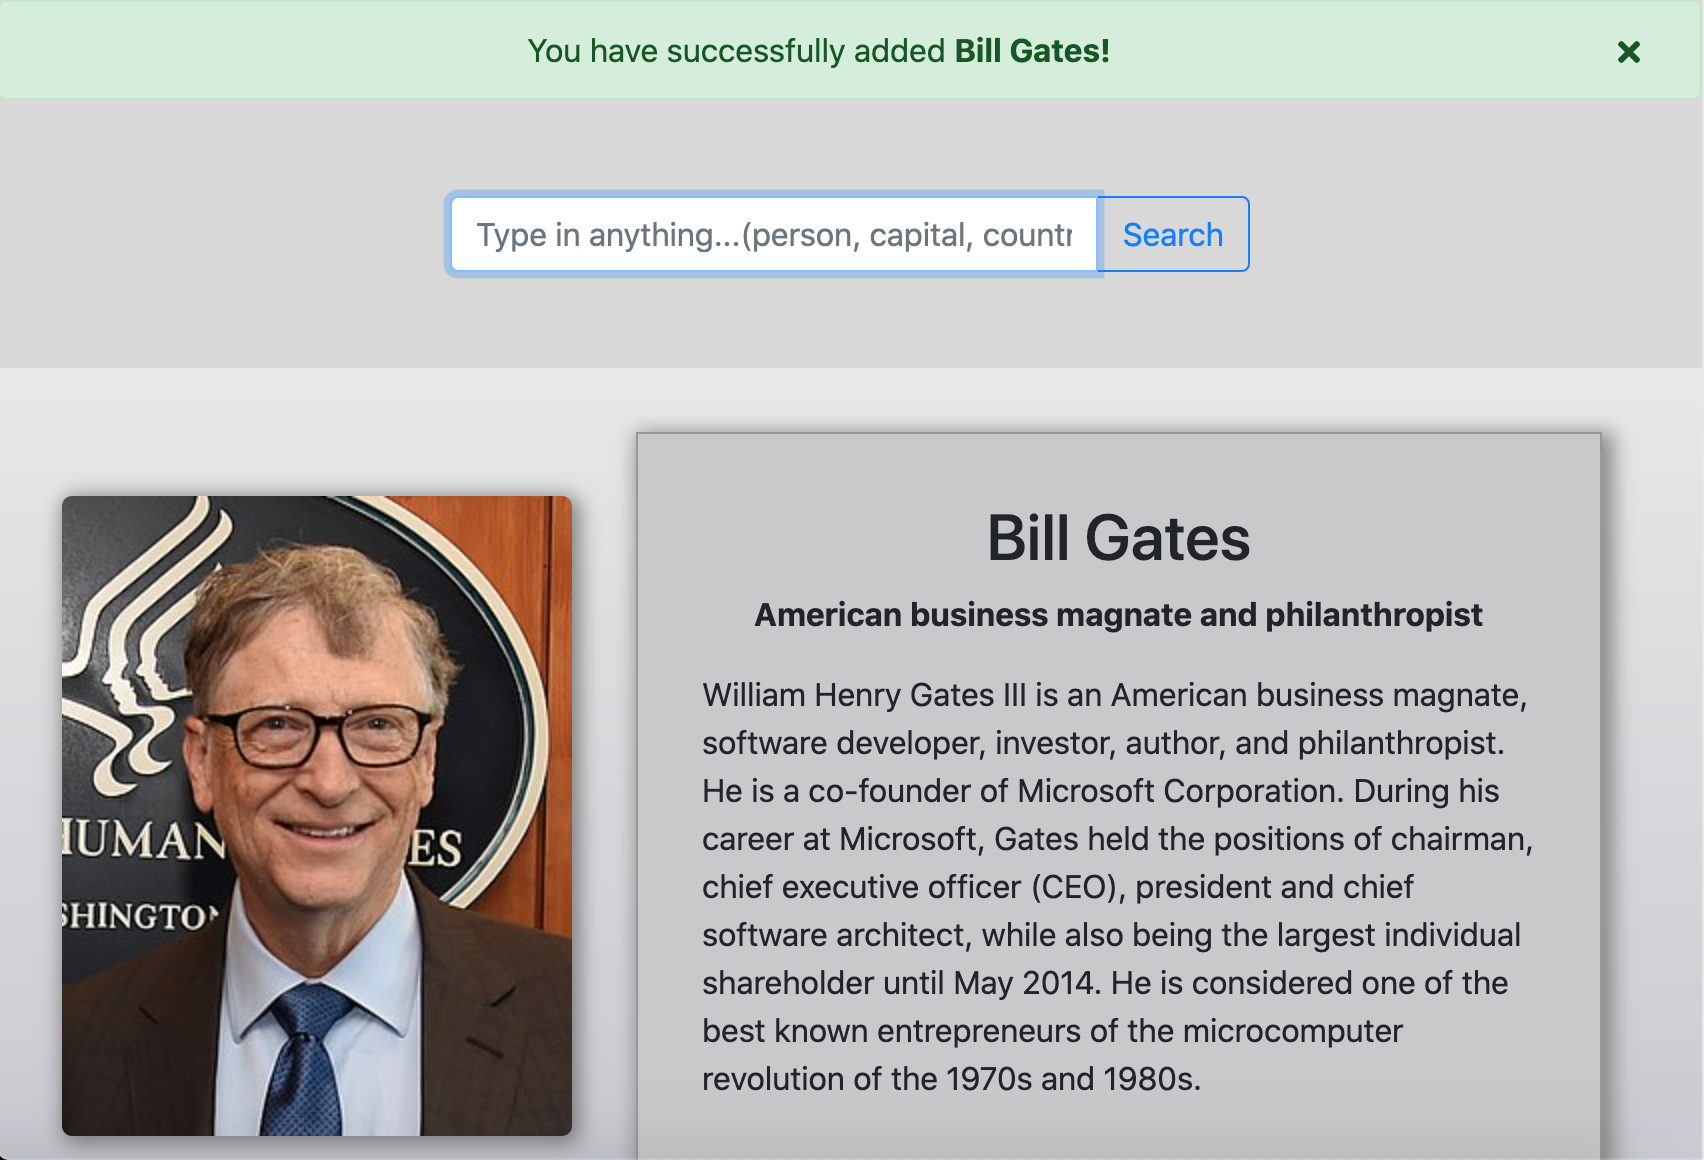 You have successfully added Bill Gates!
Type in anything...(person, capital, countr
Search
HUMAN ES
SHINGTON
Bill Gates
American business magnate and philanthropist
William Henry Gates III is an American business magnate,
software developer, investor, author, and philanthropist.
He is a co-founder of Microsoft Corporation. During his
career at Microsoft, Gates held the positions of chairman,
chief executive officer (CEO), president and chief
software architect, while also being the largest individual
shareholder until May 2014. He is considered one of the
best known entrepreneurs of the microcomputer
revolution of the 1970s and 1980s.